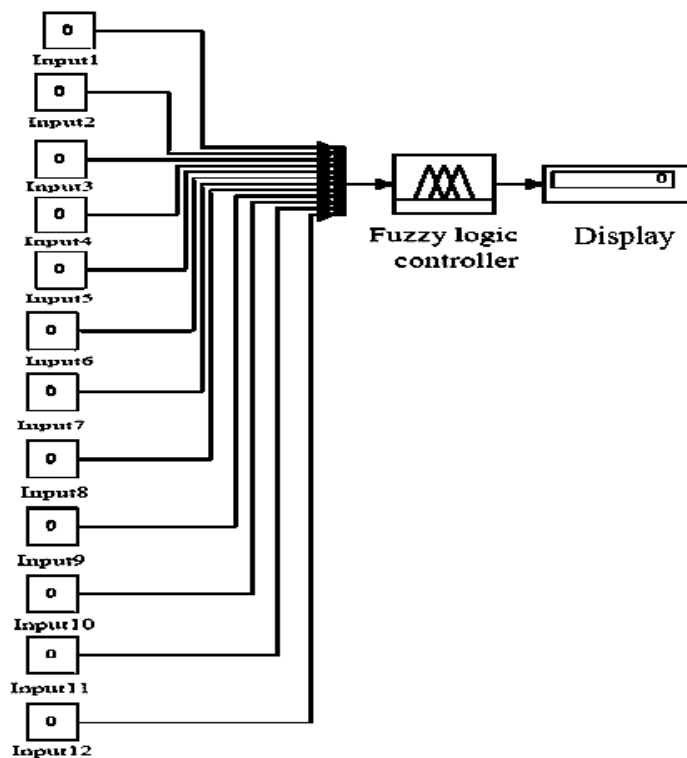 0
Input1
0
Input2
0
Input3
0
Input4
0
Input5
0
Input6
0
Input7
0
Input8
0
Input9
0
Input10
0
Input11
0
Input12
Fuzzy logic
controller
0
Display